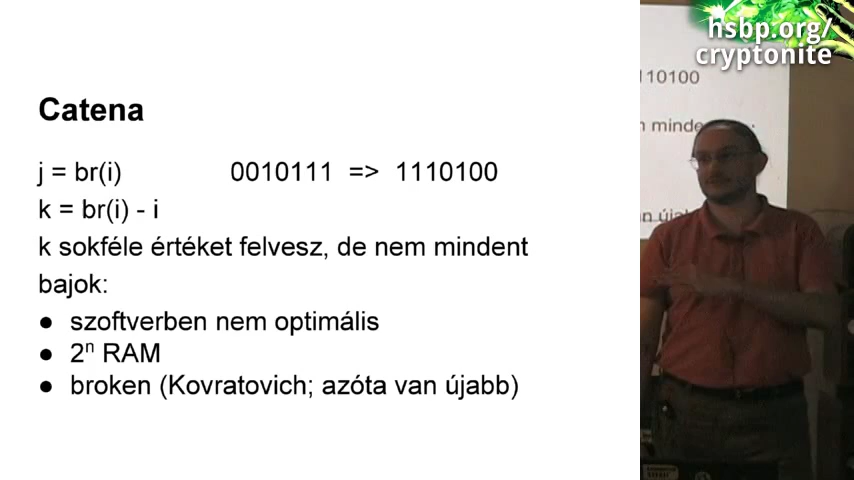 Catena
j = br(i) 0010111 => 1110100
k = br(i) - i
k sokféle értéket felvesz, de nem mindent
bajok:
● szoftverben nem optimális
● 2ⁿ RAM
● broken (Kovratovich; azóta van újabb)
hsbp.org/
cryptonite
110100
minde